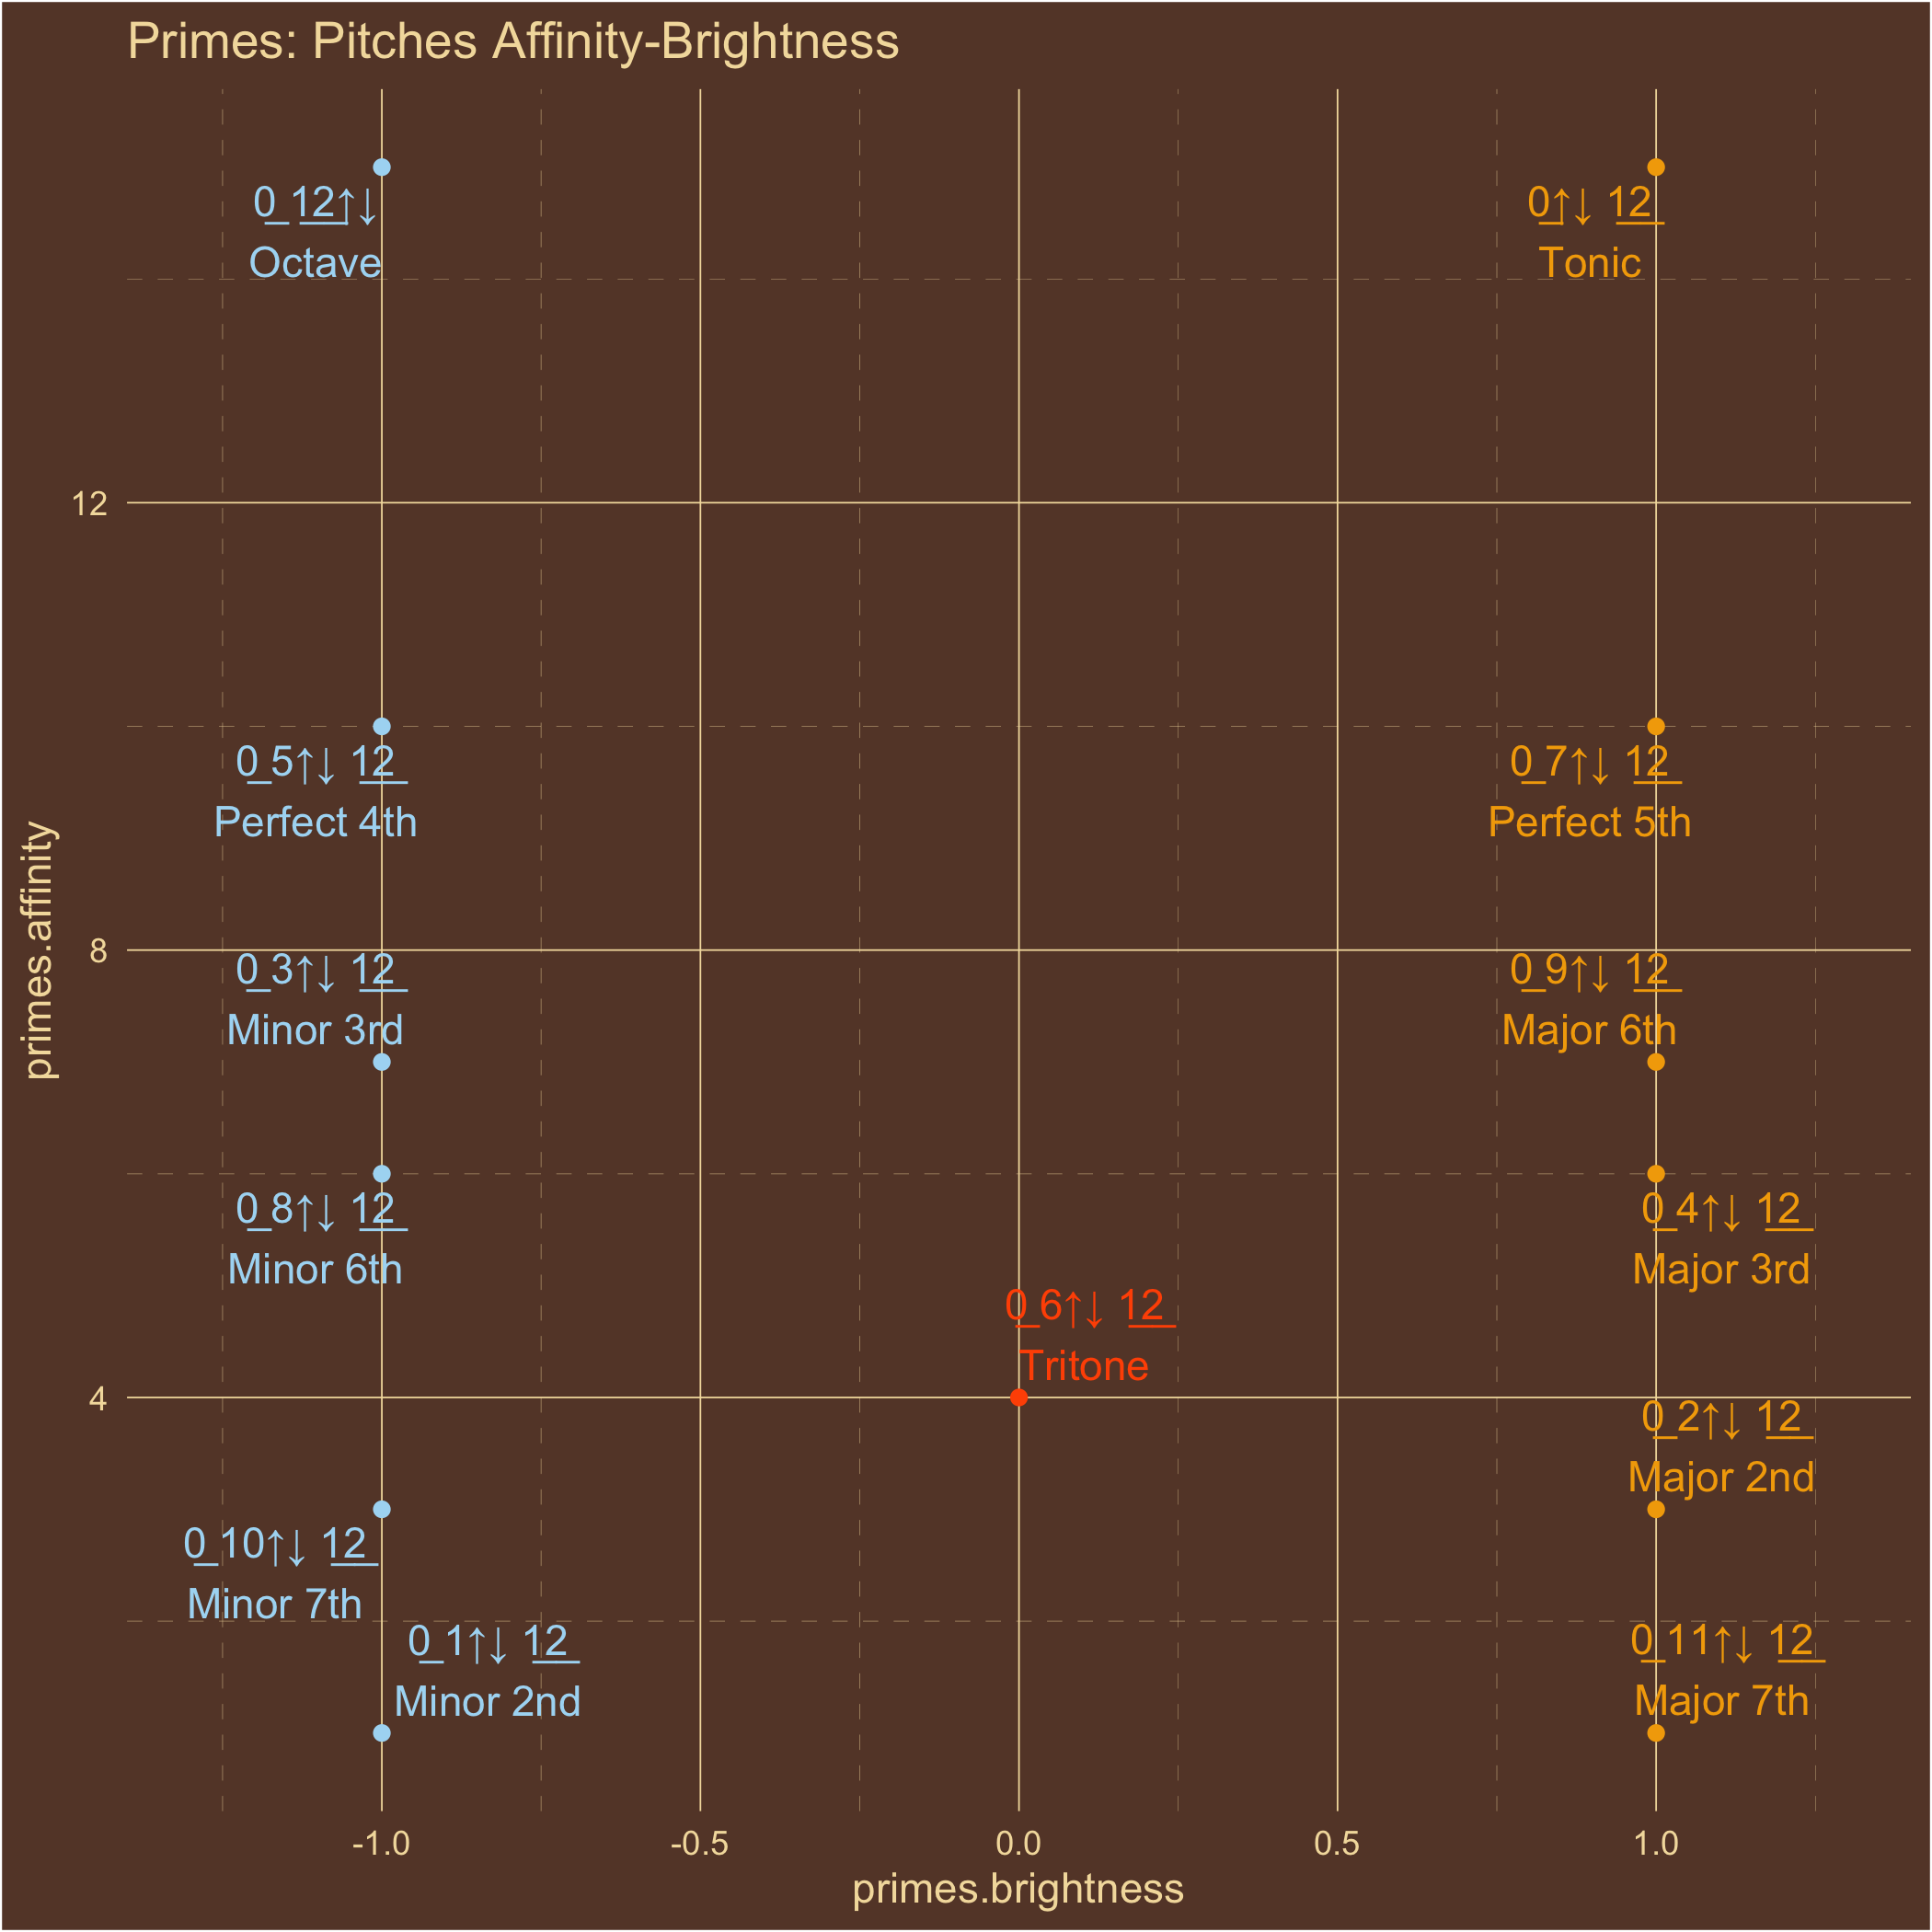 Primes: Pitches Affinity-Brightness
0 12↑↓
Octave
0↑↓ 12
Tonic
12
0 5↑↓ 12
Perfect 4th
0 7↑↓ 12
Perfect 5th
primes.affinity
8
0 3↑↓ 12
Minor 3rd
0 9↑↓ 12
Major 6th
0 8↑↓ 12
Minor 6th
0 4↑↓ 12
Major 3rd
0 6↑↓ 12
Tritone
4
0 2↑↓ 12
Major 2nd
0 10↑↓ 12
Minor 7th
0 1↑↓ 12
Minor 2nd
0 11↑↓ 12
Major 7th
-1.0 -0.5 0.0 0.5 1.0
primes.brightness